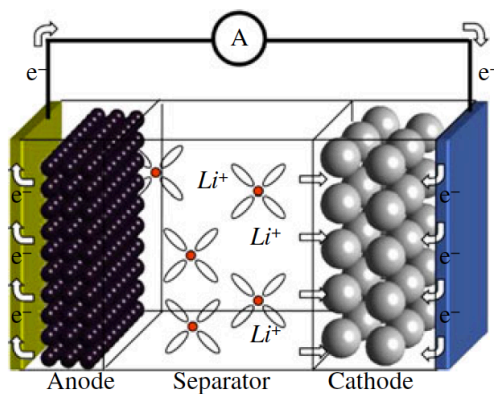 A
e⁻
e⁻
Li⁺
e⁻
e⁻
e⁻
Li⁺
e⁻
e⁻
e⁻
Li⁺
e⁻
Anode Separator Cathode